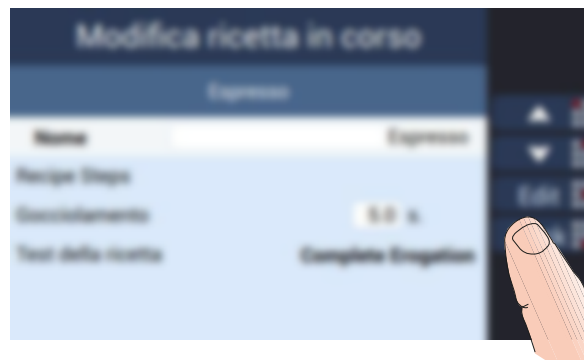 Modifica ricetta in corso
Espresso
Nome Espresso
Recipe Steps
Gocciolamento 5.0 s.
Test della ricetta Complete Erogation
Edit